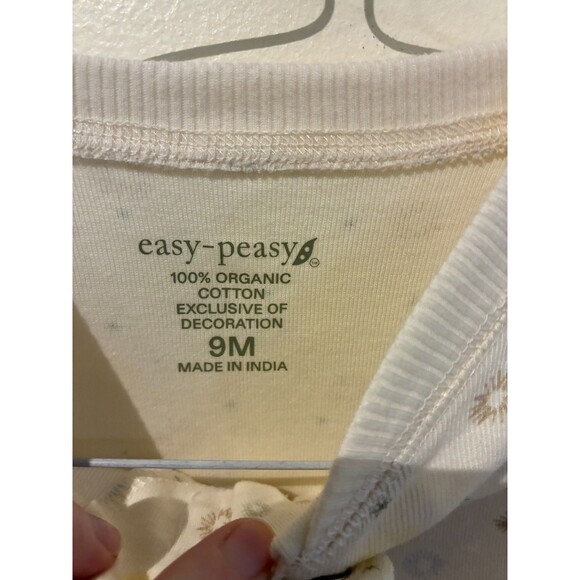 easy-peasy
100% ORGANIC
COTTON
EXCLUSIVE OF
DECORATION
9M
MADE IN INDIA